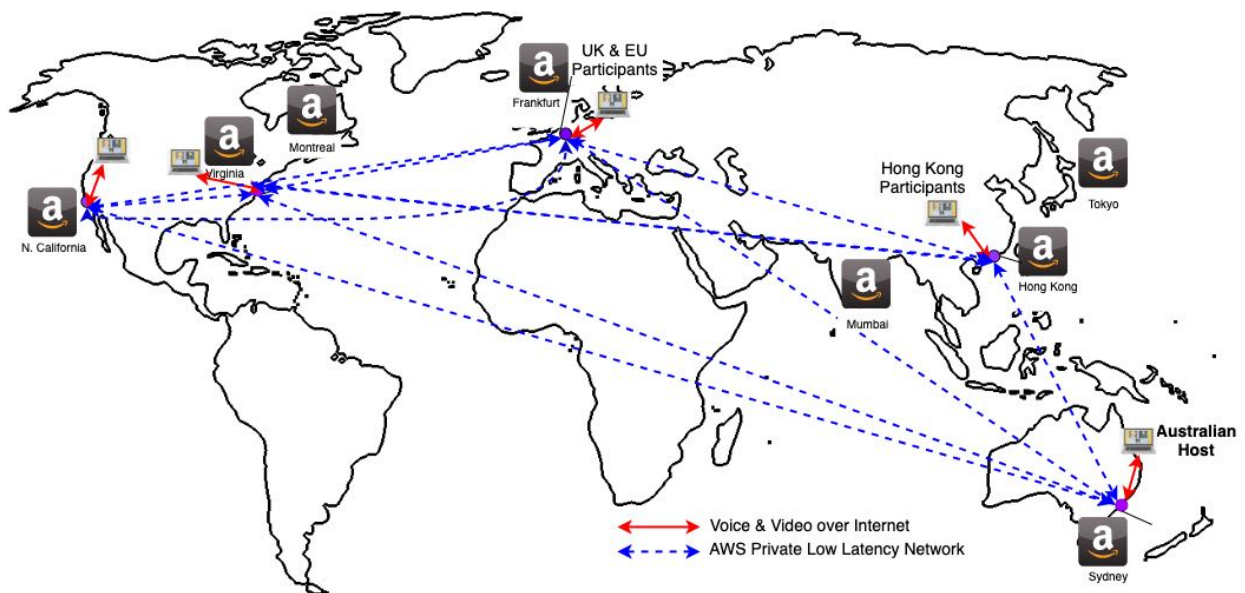 UK & EU
Participants
a
Frankfurt
a
Montreal
a
Virginia
a
N. California
a
Tokyo
Hong Kong
Participants
a
Hong Kong
a
Mumbai
Australian
Host
a
Sydney
Voice & Video over Internet
AWS Private Low Latency Network